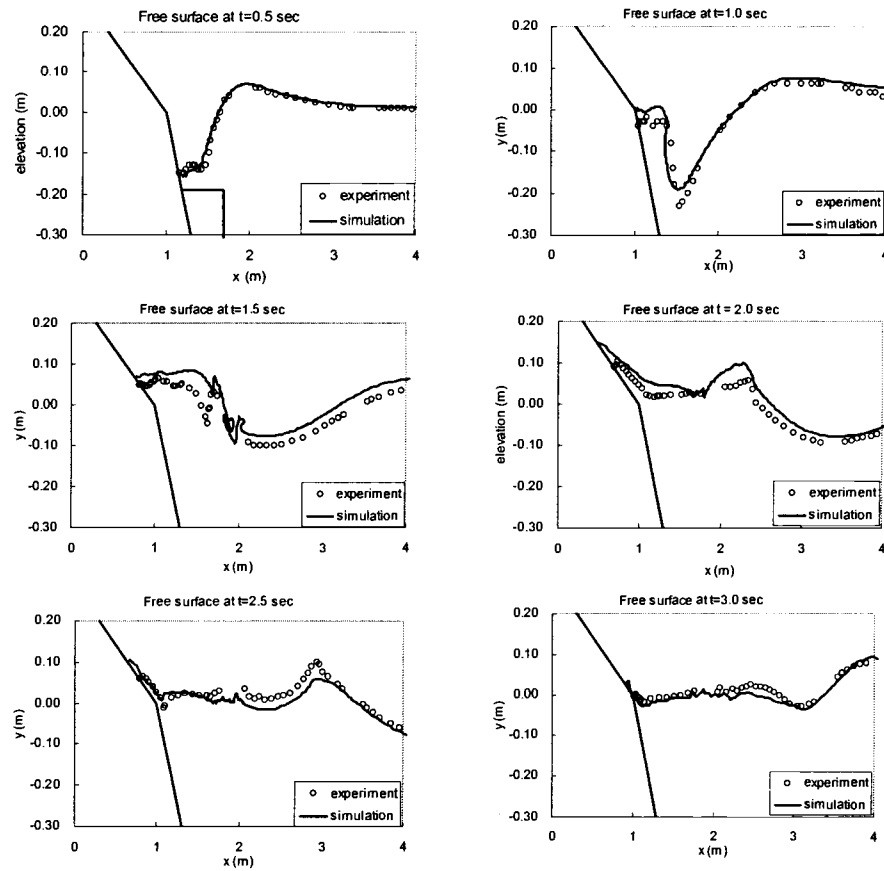 Free surface at t=0.5 sec
0.20
0.10
0.00
-0.10
-0.20
-0.30
elevation (m)
experiment
simulation
0
1
2
3
4
x (m)
Free surface at t=1.0 sec
0.20
0.10
0.00
-0.10
-0.20
-0.30
y (m)
experiment
simulation
0
1
2
3
4
x (m)
Free surface at t=1.5 sec
0.20
0.10
0.00
-0.10
-0.20
-0.30
y (m)
experiment
simulation
0
1
2
3
4
x (m)
Free surface at t = 2.0 sec
0.20
0.10
0.00
-0.10
-0.20
-0.30
elevation (m)
experiment
simulation
0
1
2
3
4
x (m)
Free surface at t=2.5 sec
0.20
0.10
0.00
-0.10
-0.20
-0.30
y (m)
experiment
simulation
0
1
2
3
4
x (m)
Free surface at t=3.0 sec
0.20
0.10
0.00
-0.10
-0.20
-0.30
y (m)
experiment
simulation
0
1
2
3
4
x (m)